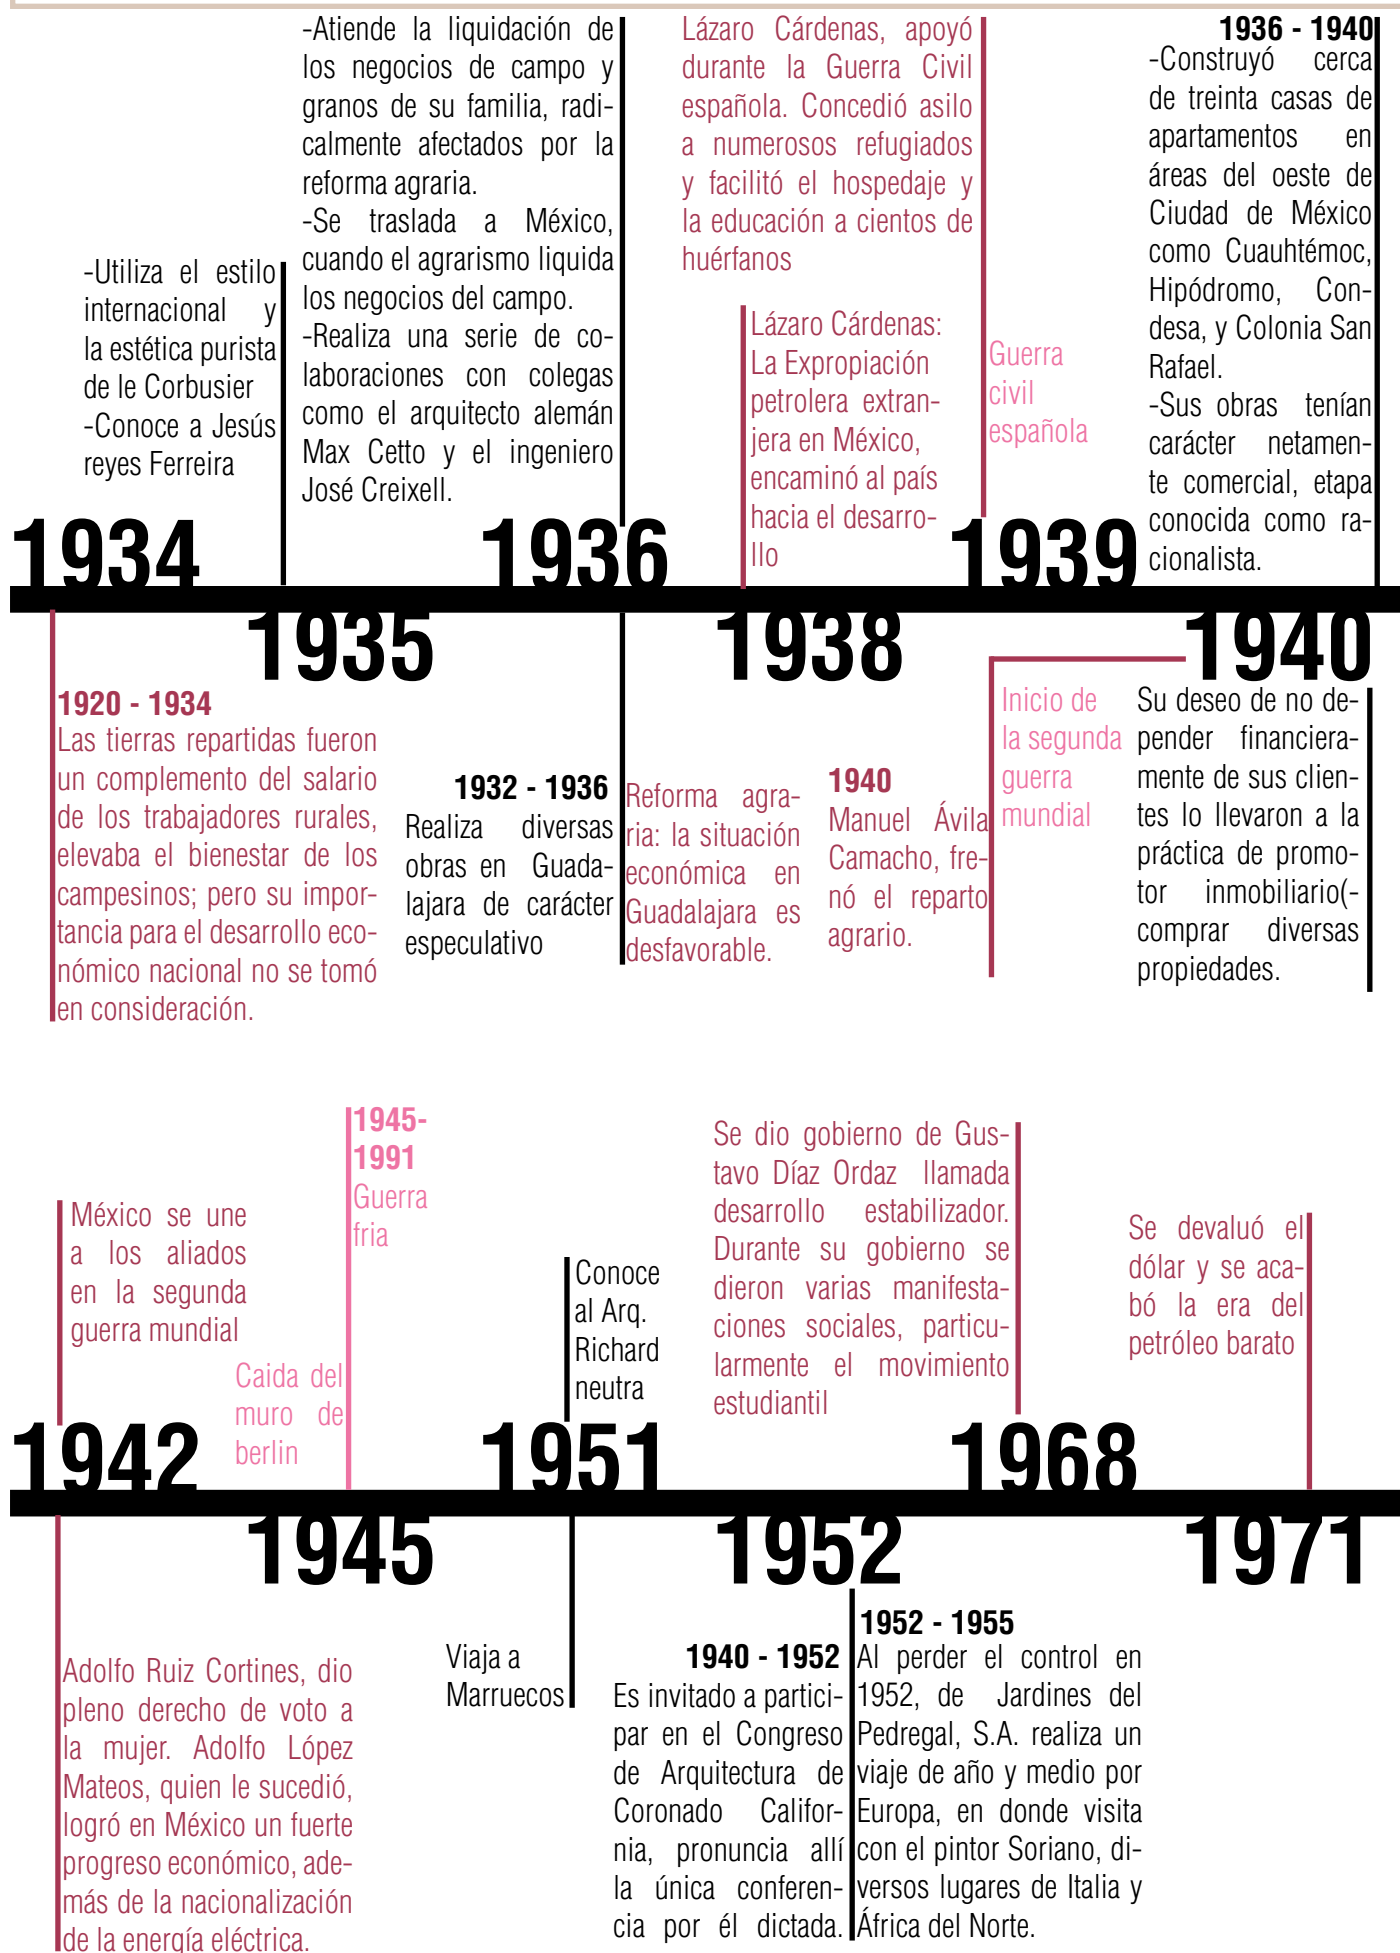 -Atiende la liquidación de
los negocios de campo y
granos de su familia, radi-
calmente afectados por la
reforma agraria.
-Se traslada a México,
cuando el agrarismo liquida
los negocios del campo.
-Realiza una serie de co-
laboraciones con colegas
como el arquitecto alemán
Max Cetto y el ingeniero
José Creixell.
Lázaro Cárdenas, apoyó
durante la Guerra Civil
española. Concedió asilo
a numerosos refugiados
y facilitó el hospedaje y
la educación a cientos de
huérfanos
1936 - 1940
-Construyó cerca
de treinta casas de
apartamentos en
áreas del oeste de
Ciudad de México
como Cuauhtémoc,
Hipódromo, Con-
desa, y Colonia San
Rafael.
-Sus obras tenían
carácter netamen-
te comercial, etapa
conocida como ra-
cionalista.
-Utiliza el estilo
internacional y
la estética purista
de le Corbusier
-Conoce a Jesús
reyes Ferreira
Lázaro Cárdenas:
La Expropiación
petrolera extran-
jera en México,
encaminó al país
hacia el desarro-
llo
Guerra
civil
española
1934
1936
1939
1935
1938
1940
1920 - 1934
Las tierras repartidas fueron
un complemento del salario
de los trabajadores rurales,
elevaba el bienestar de los
campesinos; pero su impor-
tancia para el desarrollo eco-
nómico nacional no se tomó
en consideración.
1932 - 1936
Realiza diversas
obras en Guada-
lajara de carácter
especulativo
Reforma agra-
ria: la situación
económica en
Guadalajara es
desfavorable.
1940
Manuel Ávila
Camacho, fre-
nó el reparto
agrario.
Inicio de
la segunda
guerra
mundial
Su deseo de no de-
pender financiera-
mente de sus clien-
tes lo llevaron a la
práctica de promo-
tor inmobiliario(-
comprar diversas
propiedades.
México se une
a los aliados
en la segunda
guerra mundial
1945-
1991
Guerra
fria
Caida del
muro de
berlin
Conoce
al Arq.
Richard
neutra
Se dio gobierno de Gus-
tavo Díaz Ordaz llamada
desarrollo estabilizador.
Durante su gobierno se
dieron varias manifesta-
ciones sociales, particu-
larmente el movimiento
estudiantil
Se devaluó el
dólar y se aca-
bó la era del
petróleo barato
1942
1951
1968
1945
1952
1971
Adolfo Ruiz Cortines, dio
pleno derecho de voto a
la mujer. Adolfo López
Mateos, quien le sucedió,
logró en México un fuerte
progreso económico, ade-
más de la nacionalización
de la energía eléctrica.
Viaja a
Marruecos
1940 - 1952
Es invitado a partici-
par en el Congreso
de Arquitectura de
Coronado Califor-
nia, pronuncia allí
la única conferen-
cia por él dictada.
1952 - 1955
Al perder el control en
1952, de Jardines del
Pedregal, S.A. realiza un
viaje de año y medio por
Europa, en donde visita
con el pintor Soriano, di-
versos lugares de Italia y
África del Norte.